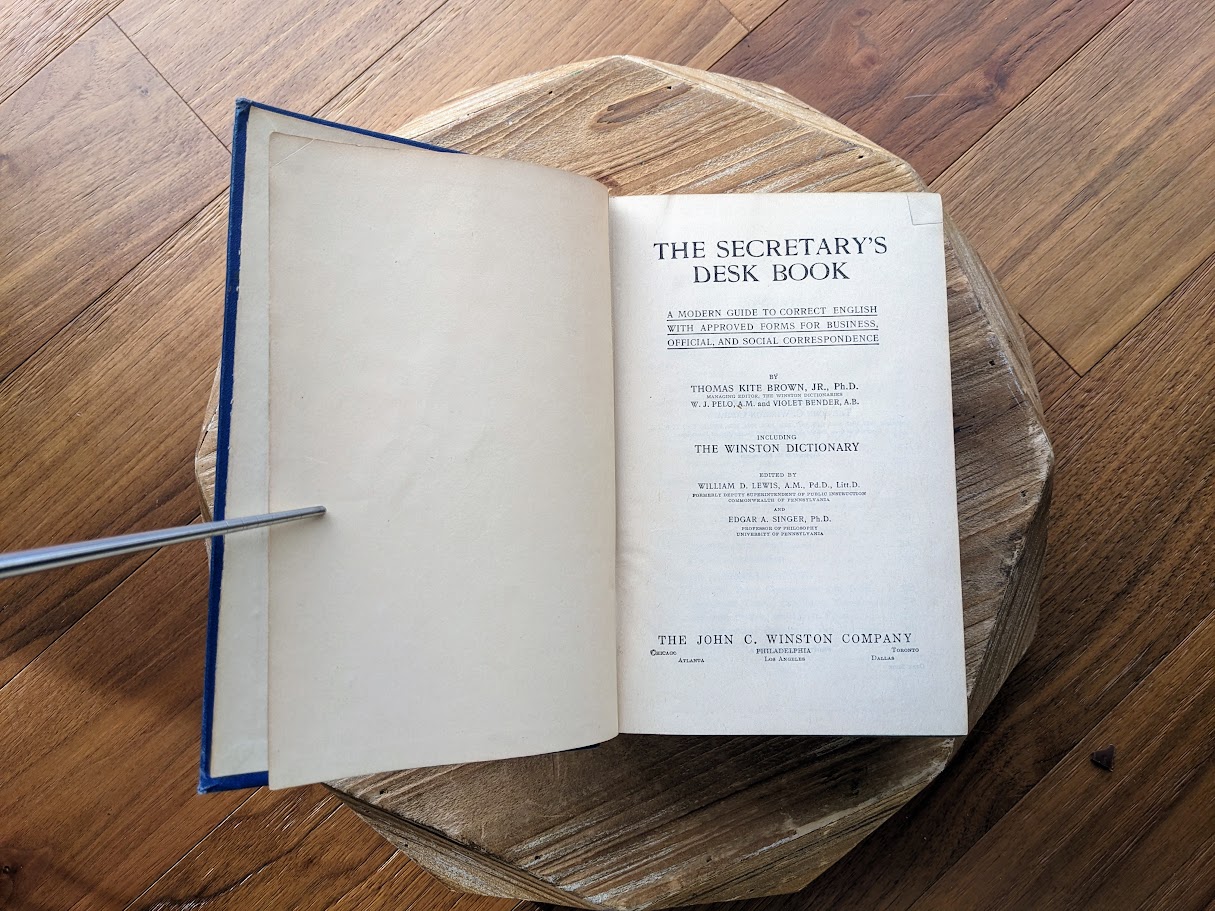 THE SECRETARY'S
DESK BOOK
A MODERN GUIDE TO CORRECT ENGLISH
WITH APPROVED FORMS FOR BUSINESS,
OFFICIAL, AND SOCIAL CORRESPONDENCE
BY
THOMAS KITE BROWN, JR., Ph.D.
MANAGING EDITOR, THE WINSTON DICTIONARIES
W. J. PELO, A.M. and VIOLET BENDER, A.B.
INCLUDING
THE WINSTON DICTIONARY
EDITED BY
WILLIAM D. LEWIS, A.M., Pd.D., Litt.D.
FORMERLY DEPUTY SUPERINTENDENT OF PUBLIC INSTRUCTION
COMMONWEALTH OF PENNSYLVANIA
AND
EDGAR A. SINGER, Ph.D.
PROFESSOR OF PHILOSOPHY
UNIVERSITY OF PENNSYLVANIA
THE JOHN C. WINSTON COMPANY
CHICAGO PHILADELPHIA TORONTO
ATLANTA LOS ANGELES DALLAS